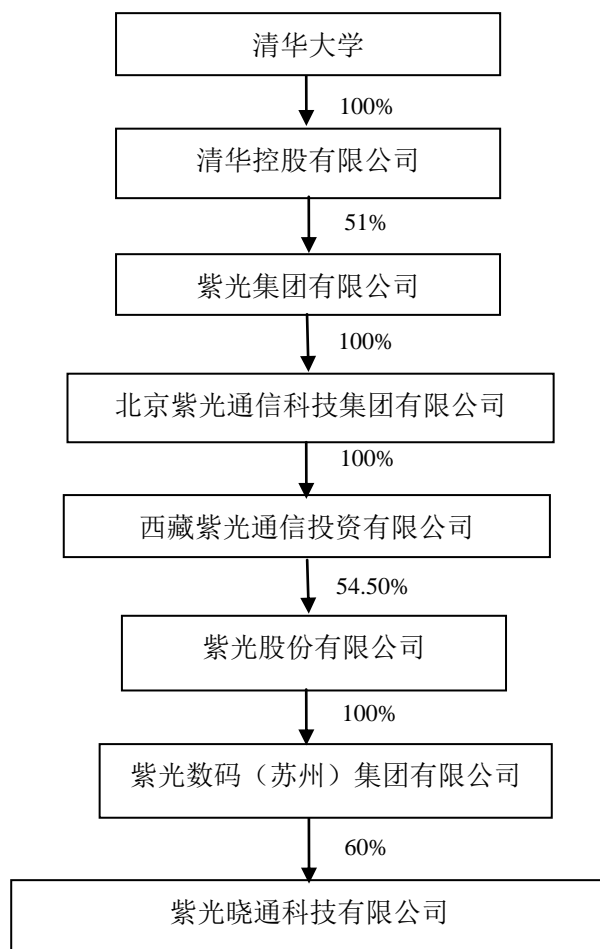 清华大学
100%
清华控股有限公司
51%
紫光集团有限公司
100%
北京紫光通信科技集团有限公司
100%
西藏紫光通信投资有限公司
54.50%
紫光股份有限公司
100%
紫光数码（苏州）集团有限公司
60%
紫光晓通科技有限公司